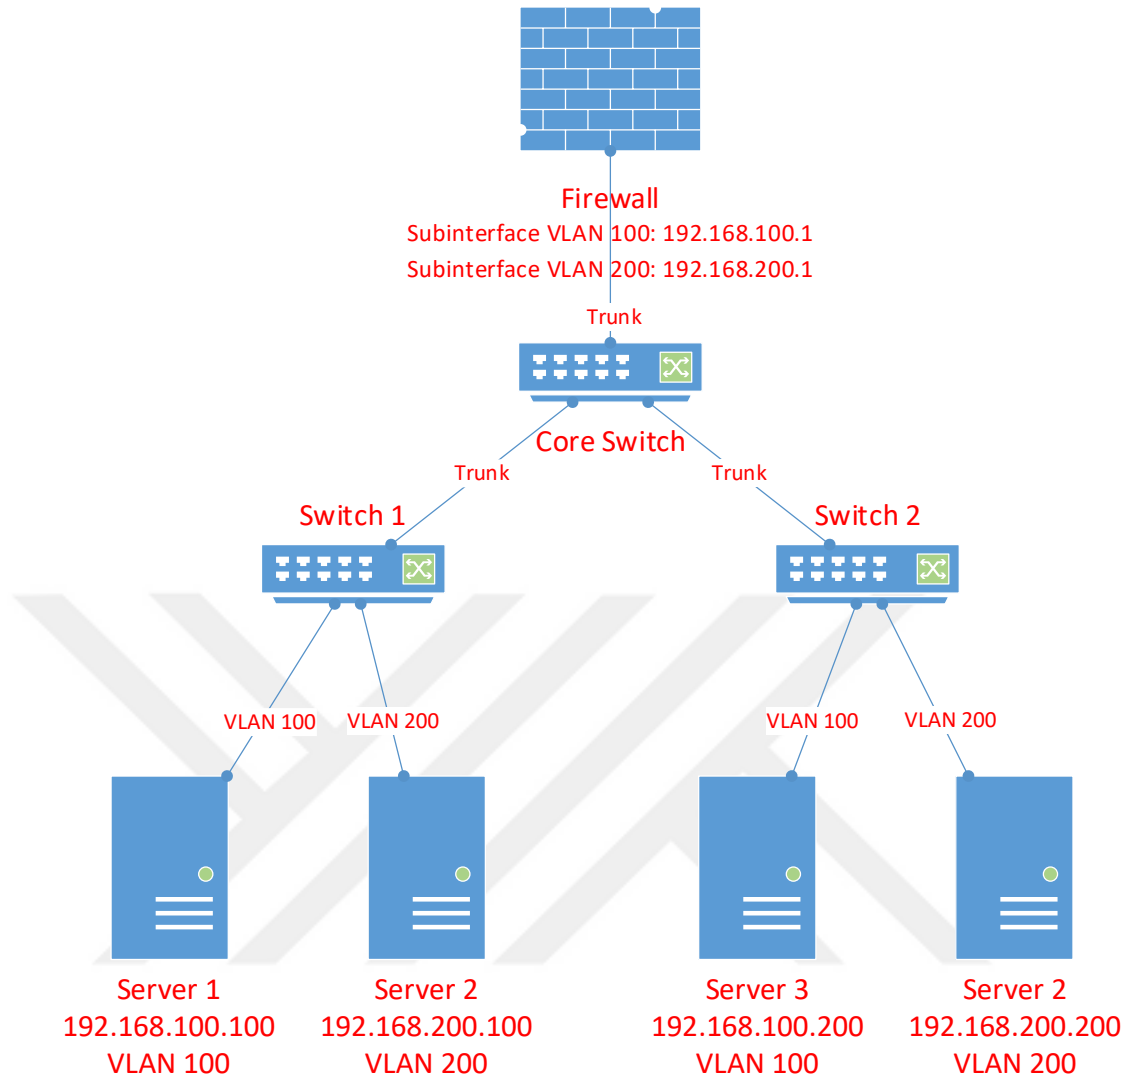 Firewall
Subinterface VLAN 100: 192.168.100.1
Subinterface VLAN 200: 192.168.200.1
Trunk
Core Switch
Trunk
Trunk
Switch 1
Switch 2
VLAN 100
VLAN 200
VLAN 100
VLAN 200
Server 1
192.168.100.100
VLAN 100
Server 2
192.168.200.100
VLAN 200
Server 3
192.168.100.200
VLAN 100
Server 2
192.168.200.200
VLAN 200